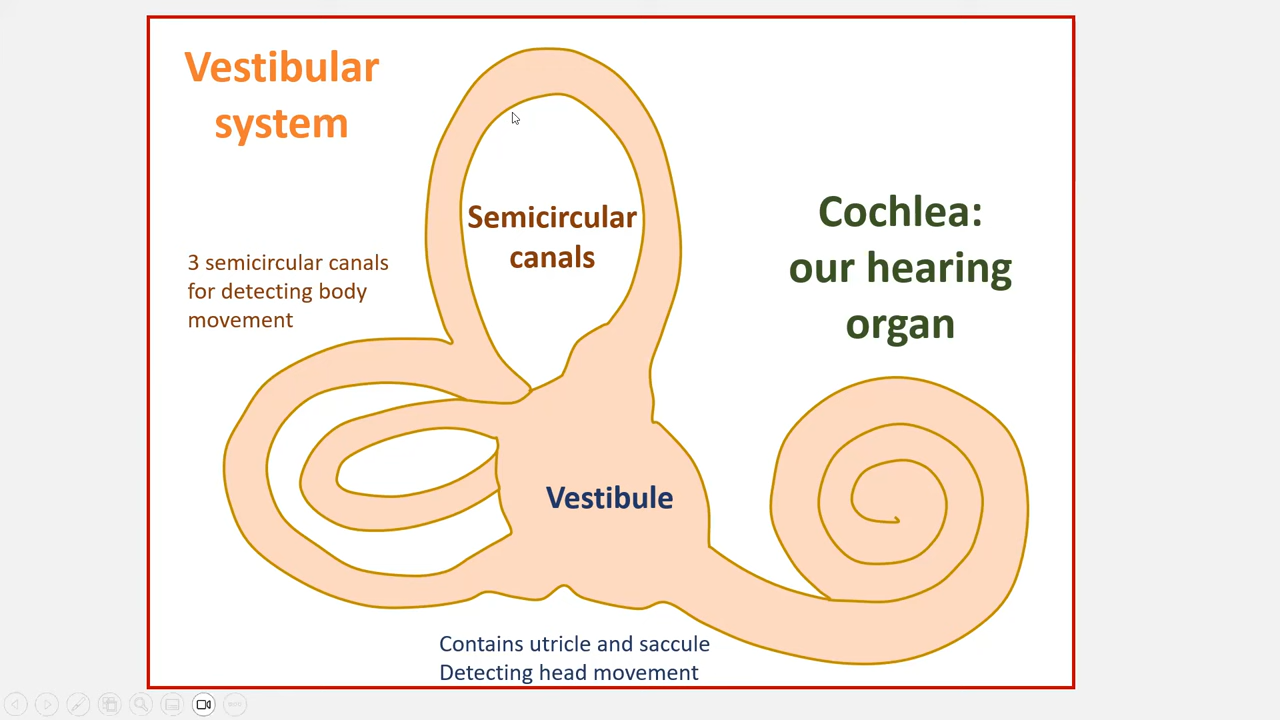 Vestibular
system
Semicircular
canals
3 semicircular canals
for detecting body
movement
Cochlea:
our hearing
organ
Vestibule
Contains utricle and saccule
Detecting head movement